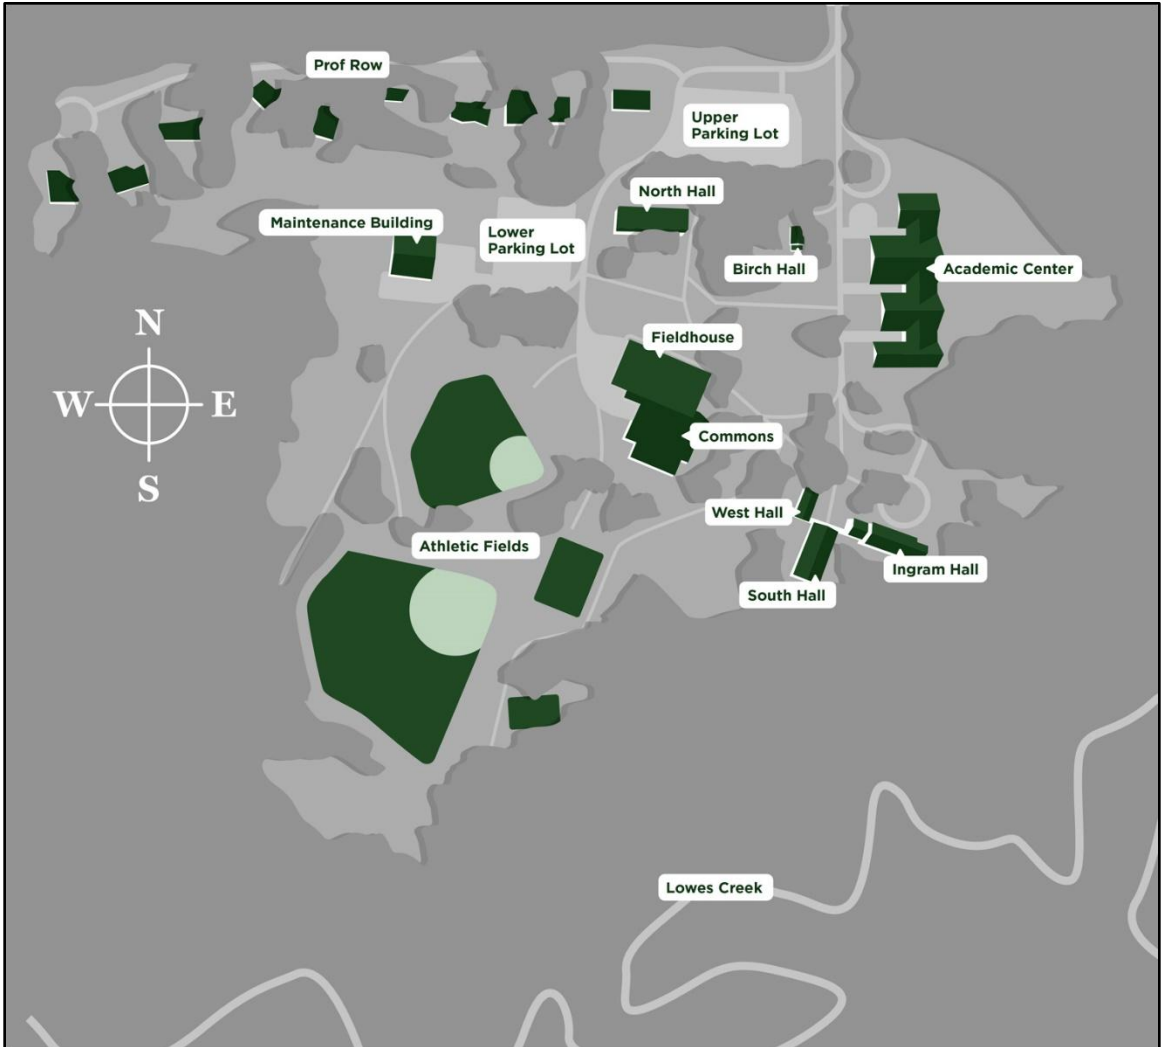 Prof Row
Upper
Parking Lot
North Hall
Maintenance Building
Lower
Parking Lot
Birch Hall
Academic Center
N
W
E
S
Fieldhouse
Commons
West Hall
Athletic Fields
Ingram Hall
South Hall
Lowes Creek